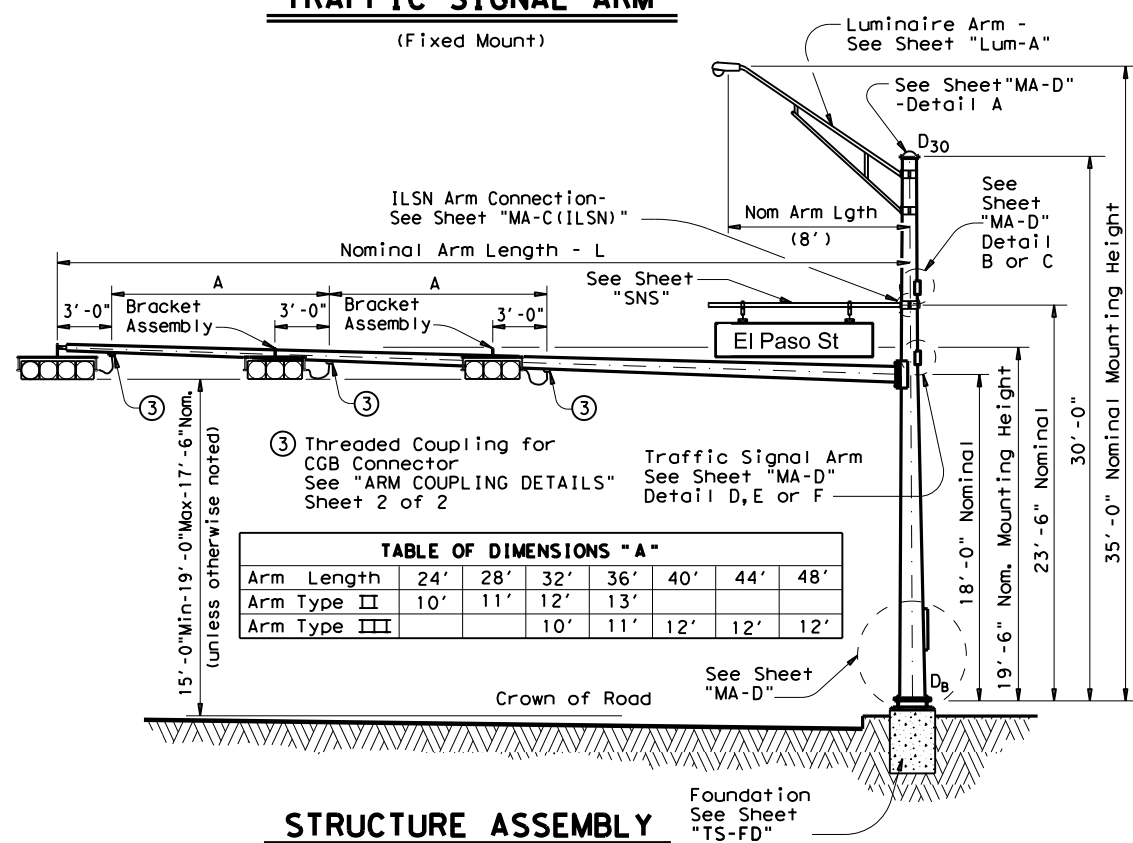 TRAFFIC SIGNAL ARM
(Fixed Mount)
Luminaire Arm -
See Sheet "Lum-A"
See Sheet "MA-D"
-Detail A
D30
See
Sheet
"MA-D"
Detail
B or C
ILSN Arm Connection-
See Sheet "MA-C(ILSN)"
Nom Arm Lgth
(8')
Nominal Arm Length - L
See Sheet
"SNS"
A
A
3'-0"
Bracket
Assembly
3'-0"
Bracket
Assembly
3'-0"
El Paso St
3
3
3
3 Threaded Coupling for
CGB Connector
See "ARM COUPLING DETAILS"
Sheet 2 of 2
Traffic Signal Arm
See Sheet "MA-D"
Detail D,E or F
15'-0"Min-19'-0"Max-17'-6"Nom.
(unless otherwise noted)
18'-0" Nominal
19'-6" Nom. Mounting Height
23'-6" Nominal
30'-0"
35'-0" Nominal Mounting Height
TABLE OF DIMENSIONS "A"
Arm Length 24' 28' 32' 36' 40' 44' 48'
Arm Type II 10' 11' 12' 13'
Arm Type III 10' 11' 12' 12' 12'
See Sheet
"MA-D"
DB
Crown of Road
Foundation
See Sheet
"TS-FD"
STRUCTURE ASSEMBLY